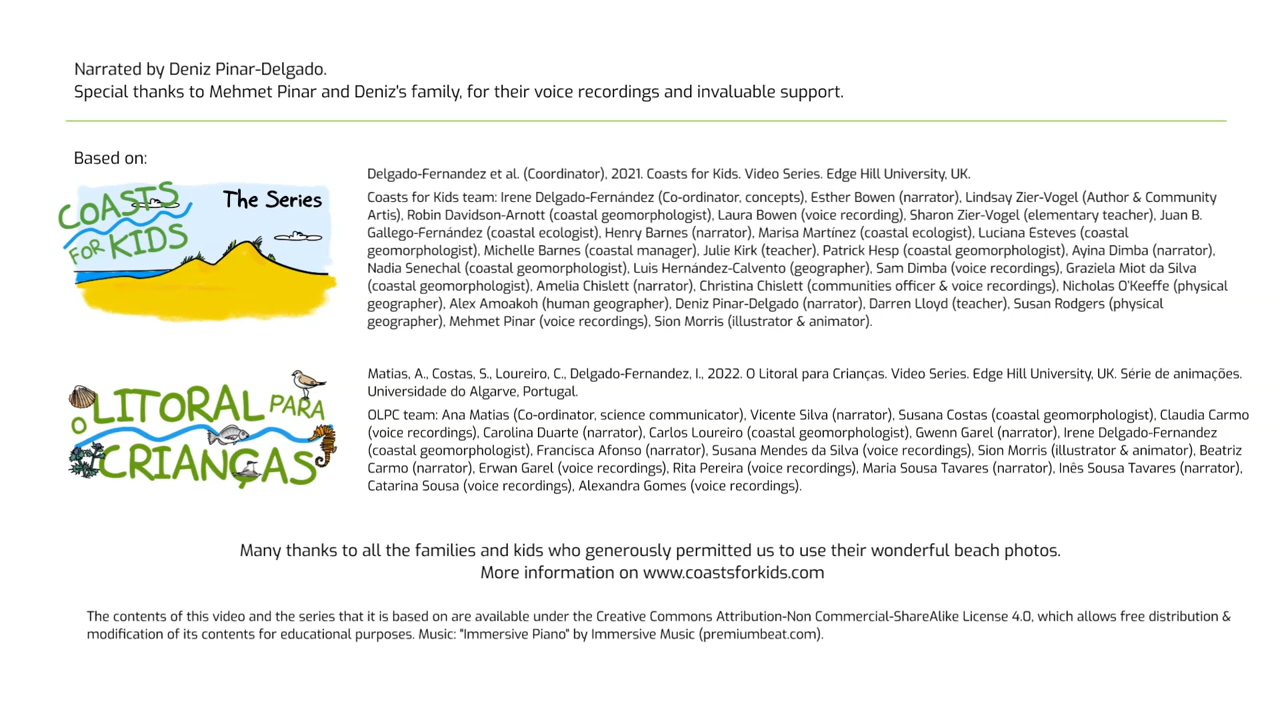 Narrated by Deniz Pinar-Delgado.
Special thanks to Mehmet Pinar and Deniz's family, for their voice recordings and invaluable support.
Based on:
COASTS
FOR KIDS
The Series
Delgado-Fernandez et al. (Coordinator), 2021. Coasts for Kids. Video Series. Edge Hill University, UK.
Coasts for Kids team: Irene Delgado-Fernández (Co-ordinator, concepts), Esther Bowen (narrator), Lindsay Zier-Vogel (Author & Community
Artis), Robin Davidson-Arnott (coastal geomorphologist), Laura Bowen (voice recording), Sharon Zier-Vogel (elementary teacher), Juan B.
Gallego-Fernández (coastal ecologist), Henry Barnes (narrator), Marisa Martínez (coastal ecologist), Luciana Esteves (coastal
geomorphologist), Michelle Barnes (coastal manager), Julie Kirk (teacher), Patrick Hesp (coastal geomorphologist), Ayina Dimba (narrator),
Nadia Senechal (coastal geomorphologist), Luis Hernández-Calvento (geographer), Sam Dimba (voice recordings), Graziela Miot da Silva
(coastal geomorphologist), Amelia Chislett (narrator), Christina Chislett (communities officer & voice recordings), Nicholas O'Keeffe (physical
geographer), Alex Amoakoh (human geographer), Deniz Pinar-Delgado (narrator), Darren Lloyd (teacher), Susan Rodgers (physical
geographer), Mehmet Pinar (voice recordings), Sion Morris (illustrator & animator).
O LITORAL PARA
CRIANÇAS
Matias, A., Costas, S., Loureiro, C., Delgado-Fernandez, I., 2022. O Litoral para Crianças. Video Series. Edge Hill University, UK. Série de animações.
Universidade do Algarve, Portugal.
OLPC team: Ana Matias (Co-ordinator, science communicator), Vicente Silva (narrator), Susana Costas (coastal geomorphologist), Claudia Carmo
(voice recordings), Carolina Duarte (narrator), Carlos Loureiro (coastal geomorphologist), Gwenn Garel (narrator), Irene Delgado-Fernandez
(coastal geomorphologist), Francisca Afonso (narrator), Susana Mendes da Silva (voice recordings), Sion Morris (illustrator & animator), Beatriz
Carmo (narrator), Erwan Garel (voice recordings), Rita Pereira (voice recordings), Maria Sousa Tavares (narrator), Inês Sousa Tavares (narrator),
Catarina Sousa (voice recordings), Alexandra Gomes (voice recordings).
Many thanks to all the families and kids who generously permitted us to use their wonderful beach photos.
More information on www.coastsforkids.com
The contents of this video and the series that it is based on are available under the Creative Commons Attribution-Non Commercial-ShareAlike License 4.0, which allows free distribution &
modification of its contents for educational purposes. Music: "Immersive Piano" by Immersive Music (premiumbeat.com).